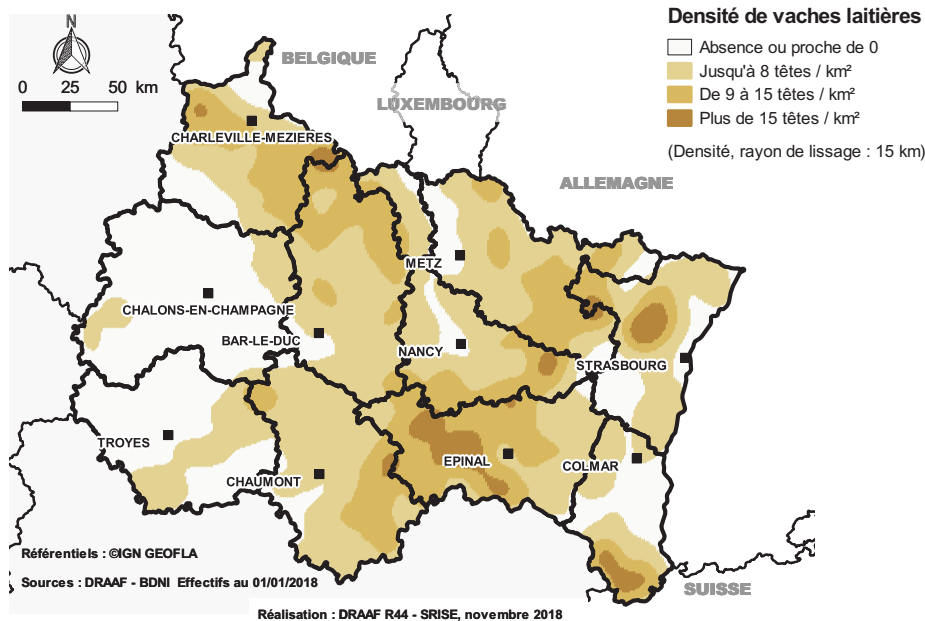 Densité de vaches laitières
Absence ou proche de 0
Jusqu'à 8 têtes / km²
De 9 à 15 têtes / km²
Plus de 15 têtes / km²
(Densité, rayon de lissage : 15 km)
N
0 25 50 km
BELGIQUE
LUXEMBOURG
ALLEMAGNE
CHARLEVILLE-MEZIERES
METZ
CHALONS-EN-CHAMPAGNE
BAR-LE-DUC
NANCY
STRASBOURG
TROYES
CHAUMONT
EPINAL
COLMAR
SUISSE
Référentiels : ©IGN GEOFLA
Sources : DRAAF - BDNI Effectifs au 01/01/2018
Réalisation : DRAAF R44 - SRISE, novembre 2018